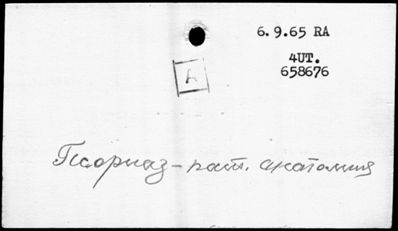 6.9.65 RA
4UT.
658676
A
Псориаз – пат. анатомия